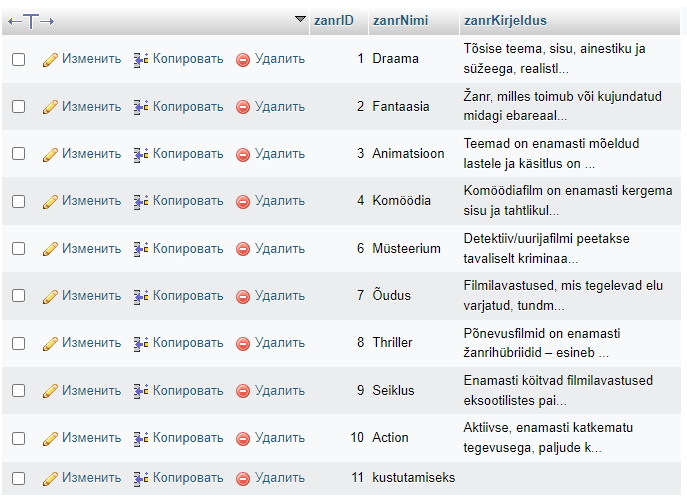 zanrID zanrNimi zanrKirjeldus
Изменить Копировать Удалить 1 Draama Tõsise teema, sisu, ainestiku ja
süžeega, realistl...
Изменить Копировать Удалить 2 Fantaasia Žanr, milles toimub või kujundatud
midagi ebareaal...
Изменить Копировать Удалить 3 Animatsioon Teemad on enamasti mõeldud
lastele ja käsitlus on ...
Изменить Копировать Удалить 4 Komöödia Komöödiafilm on enamasti kergema
sisu ja tahtlikul...
Изменить Копировать Удалить 6 Müsteerium Detektiiv/uurijafilmi peetakse
tavaliselt kriminaa...
Изменить Копировать Удалить 7 Õudus Filmilavastused, mis tegelevad elu
varjatud, tundm...
Изменить Копировать Удалить 8 Thriller Põnevusfilmid on enamasti
žanrihübriidid – esineb ...
Изменить Копировать Удалить 9 Seiklus Enamasti köitvad filmilavastused
eksootilistes pai...
Изменить Копировать Удалить 10 Action Aktiivse, enamasti katkematu
tegevusega, paljude k...
Изменить Копировать Удалить 11 kustutamiseks